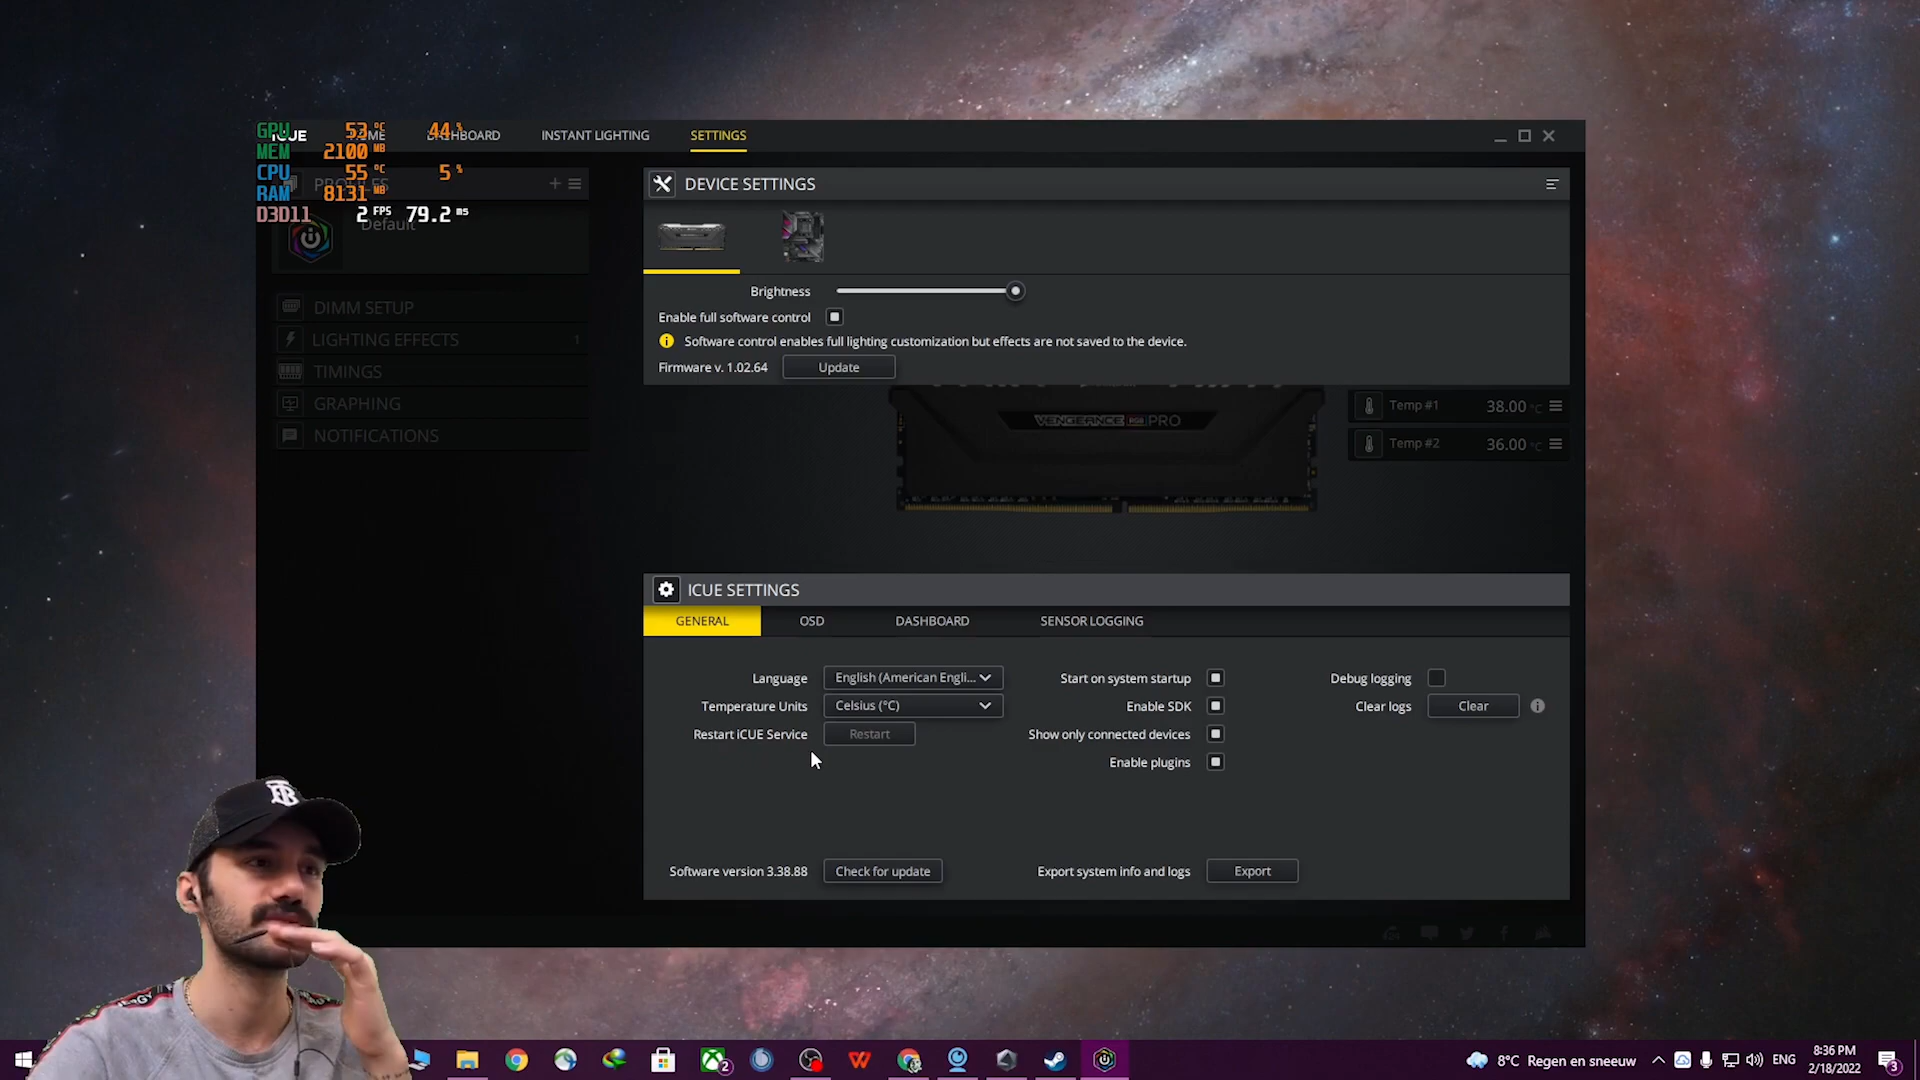 GPU 53 °C 44 %
MEM 2100 MB
CPU 55 °C 5 %
RAM 8131 MB
D3D11 2 FPS 79.2 ms
INSTANT LIGHTING
SETTINGS
Default
DIMM SETUP
LIGHTING EFFECTS 1
TIMINGS
GRAPHING
NOTIFICATIONS
DEVICE SETTINGS
Brightness
Enable full software control
Software control enables full lighting customization but effects are not saved to the device.
Firmware v. 1.02.64 Update
VENGEANCE RGB PRO
Temp #1 38.00 °C
Temp #2 36.00 °C
ICUE SETTINGS
GENERAL OSD DASHBOARD SENSOR LOGGING
Language English (American Engli... Start on system startup Debug logging
Temperature Units Celsius (°C) Enable SDK Clear logs Clear
Restart iCUE Service Restart Show only connected devices
Enable plugins
Software version 3.38.88 Check for update Export system info and logs Export
8°C Regen en sneeuw ENG 8:36 PM
2/18/2022
2
3